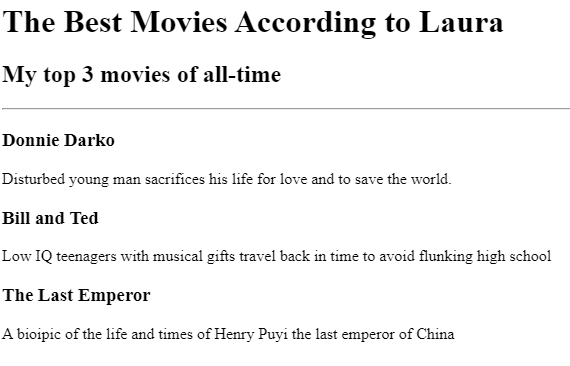 The Best Movies According to Laura
My top 3 movies of all-time
Donnie Darko
Disturbed young man sacrifices his life for love and to save the world.
Bill and Ted
Low IQ teenagers with musical gifts travel back in time to avoid flunking high school
The Last Emperor
A bioipic of the life and times of Henry Puyi the last emperor of China